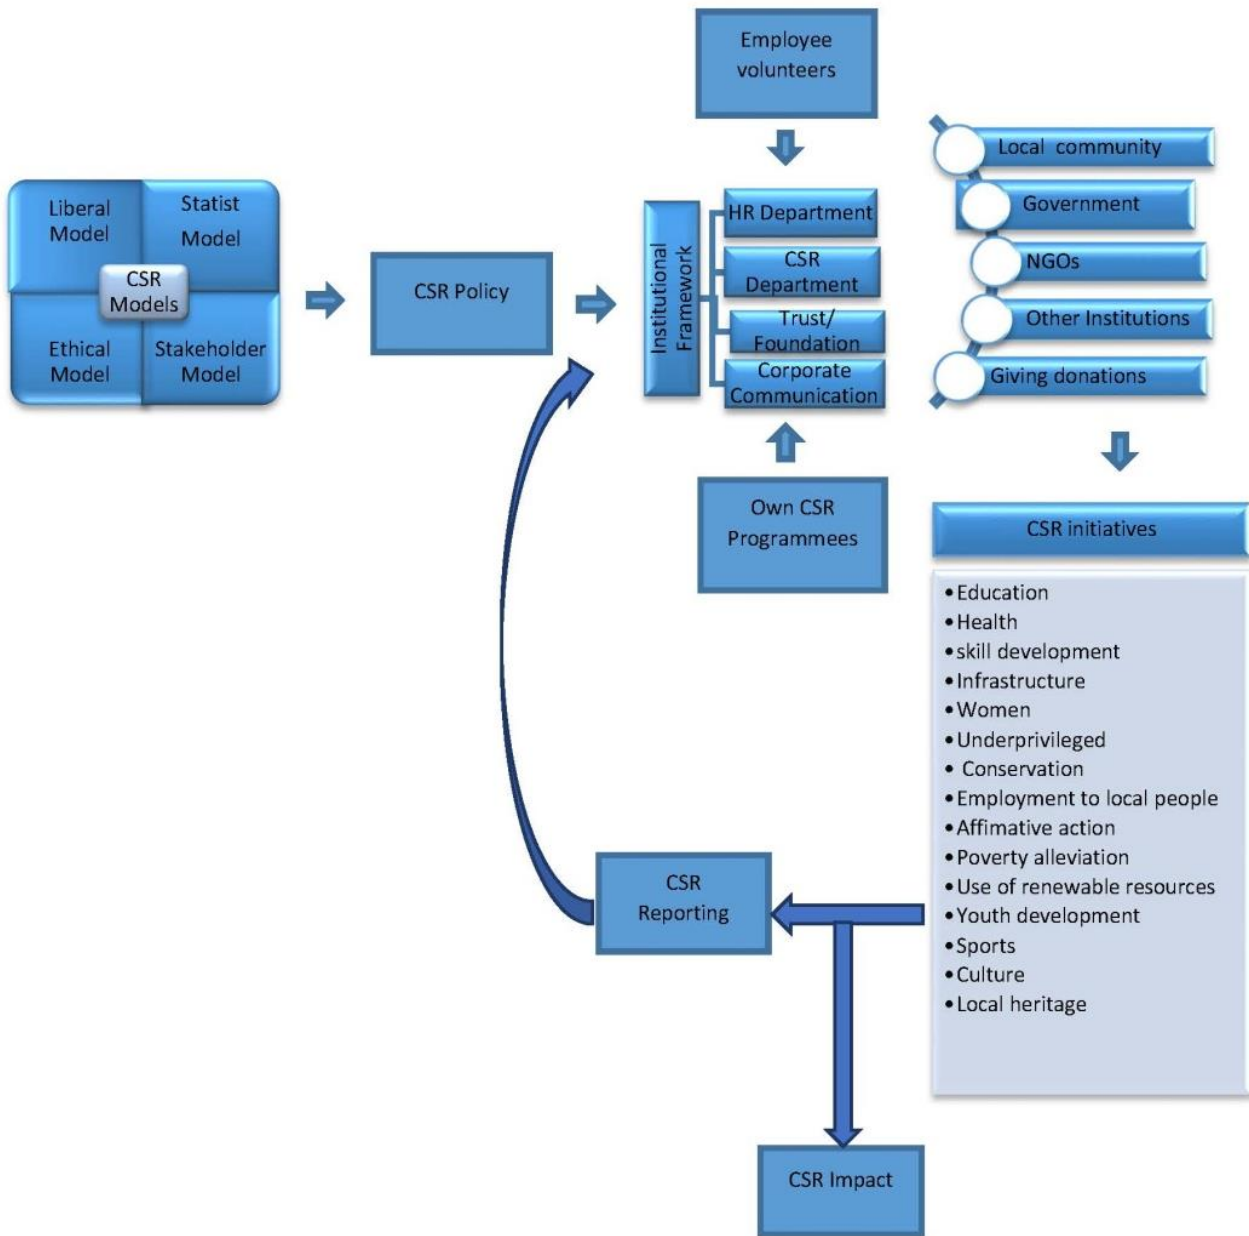 Employee
volunteers
Liberal
Model
Statist
Model
CSR
Models
Ethical
Model
Stakeholder
Model
CSR Policy
Institutional
Framework
HR Department
CSR
Department
Trust/
Foundation
Corporate
Communication
Local community
Government
NGOs
Other Institutions
Giving donations
Own CSR
Programmees
CSR initiatives
•Education
•Health
•skill development
•Infrastructure
•Women
•Underprivileged
• Conservation
•Employment to local people
•Affimative action
•Poverty alleviation
•Use of renewable resources
•Youth development
•Sports
•Culture
•Local heritage
CSR
Reporting
CSR Impact